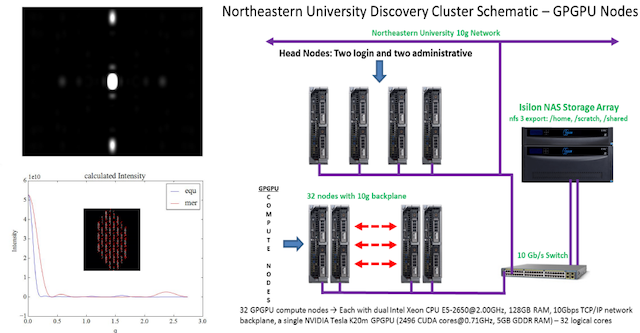 Northeastern University Discovery Cluster Schematic – GPGPU Nodes
Northeastern University 10g Network
Head Nodes: Two login and two administrative
Isilon NAS Storage Array
nfs 3 export: /home, /scratch, /shared
GPGPU
COMPUTE
NODES
32 nodes with 10g backplane
10 Gb/s Switch
32 GPGPU compute nodes → Each with dual Intel Xeon CPU E5-2650@2.00GHz, 128GB RAM, 10Gbps TCP/IP network
backplane, a single NVIDIA Tesla K20m GPGPU (2496 CUDA cores@0.71GHz, 5GB GDDR RAM) – 32 logical cores
1e10
calculated Intensity
equ
mer
Intensity
6
5
4
3
2
1
0
0.0
0.5
1.0
1.5
2.0
2.5
3.0